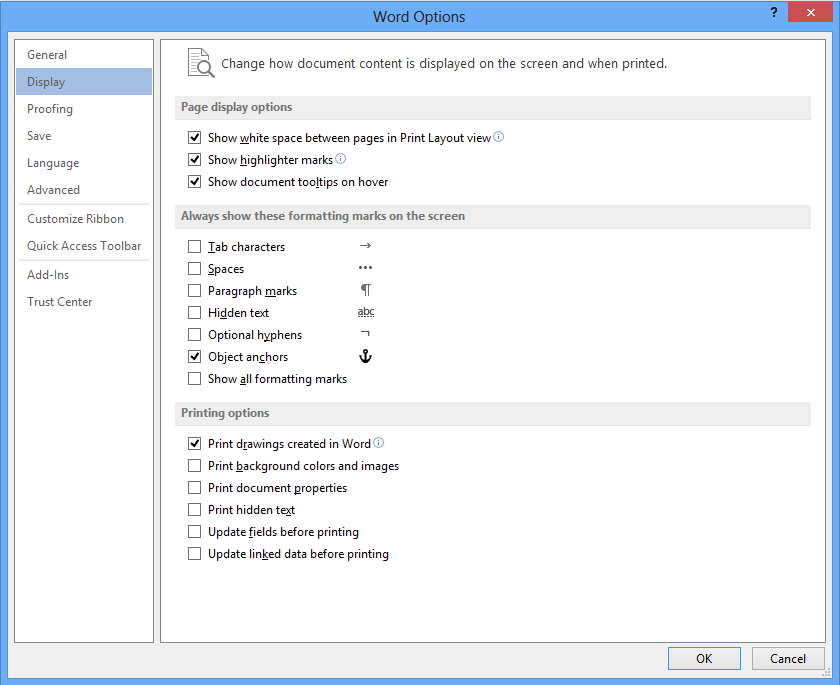 Word Options
?
General
Display
Proofing
Save
Language
Advanced
Customize Ribbon
Quick Access Toolbar
Add-Ins
Trust Center
Change how document content is displayed on the screen and when printed.
Page display options
Show white space between pages in Print Layout view
Show highlighter marks
Show document tooltips on hover
Always show these formatting marks on the screen
Tab characters →
Spaces •••
Paragraph marks ¶
Hidden text abc
Optional hyphens ¬
Object anchors
Show all formatting marks
Printing options
Print drawings created in Word
Print background colors and images
Print document properties
Print hidden text
Update fields before printing
Update linked data before printing
OK
Cancel